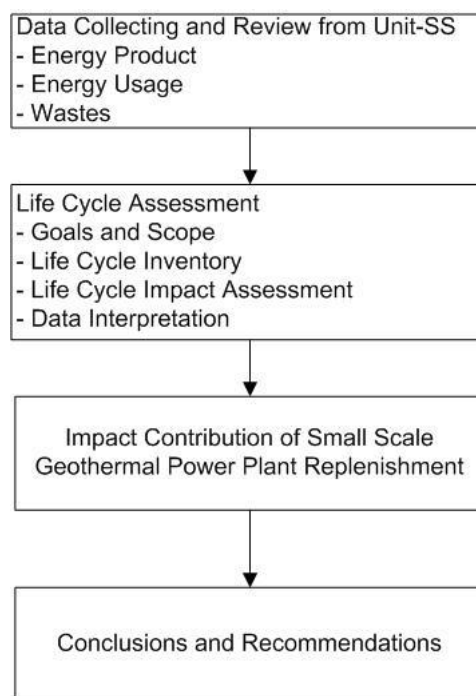 Data Collecting and Review from Unit-SS
- Energy Product
- Energy Usage
- Wastes
Life Cycle Assessment
- Goals and Scope
- Life Cycle Inventory
- Life Cycle Impact Assessment
- Data Interpretation
Impact Contribution of Small Scale
Geothermal Power Plant Replenishment
Conclusions and Recommendations